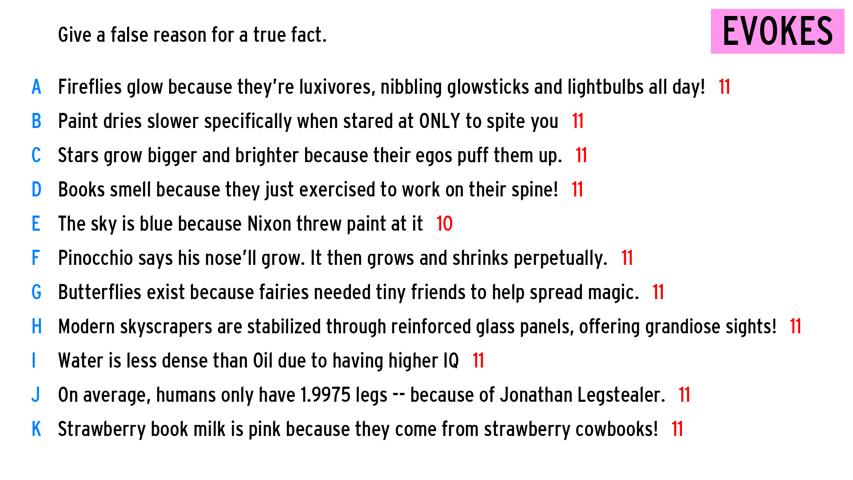 Give a false reason for a true fact.
EVOKES
A Fireflies glow because they're luxivores, nibbling glowsticks and lightbulbs all day! 11
B Paint dries slower specifically when stared at ONLY to spite you 11
C Stars grow bigger and brighter because their egos puff them up. 11
D Books smell because they just exercised to work on their spine! 11
E The sky is blue because Nixon threw paint at it 10
F Pinocchio says his nose'll grow. It then grows and shrinks perpetually. 11
G Butterflies exist because fairies needed tiny friends to help spread magic. 11
H Modern skyscrapers are stabilized through reinforced glass panels, offering grandiose sights! 11
I Water is less dense than Oil due to having higher IQ 11
J On average, humans only have 1.9975 legs -- because of Jonathan Legstealer. 11
K Strawberry book milk is pink because they come from strawberry cowbooks! 11